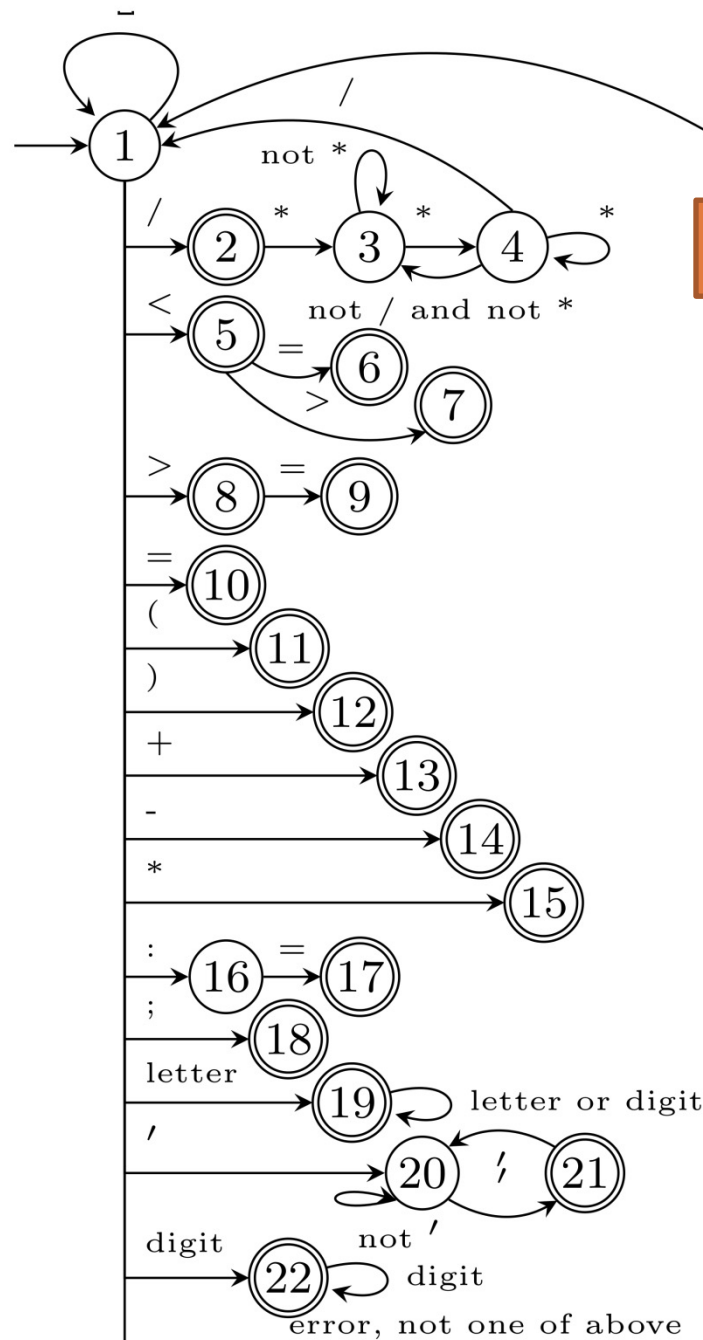 /
1
not *
/ * * *
2 3 4
not / and not *
< =
5 6
> 7
> =
8 9
=
10
(
11
)
12
+
13
-
14
*
15
: =
16 17
;
18
letter
19 letter or digit
' ' '
20 21
not '
digit
22 digit
error, not one of above